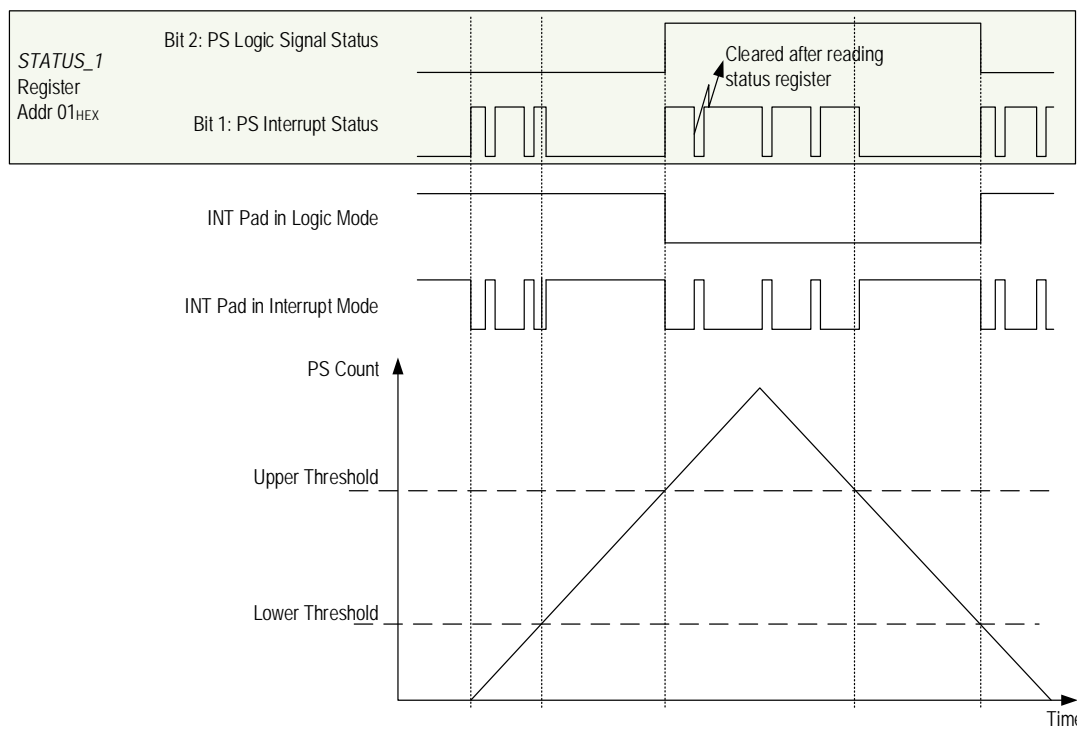 Bit 2: PS Logic Signal Status
Cleared after reading
status register
STATUS_1
Register
Addr 01HEX
Bit 1: PS Interrupt Status
INT Pad in Logic Mode
INT Pad in Interrupt Mode
PS Count
Upper Threshold
Lower Threshold
Time